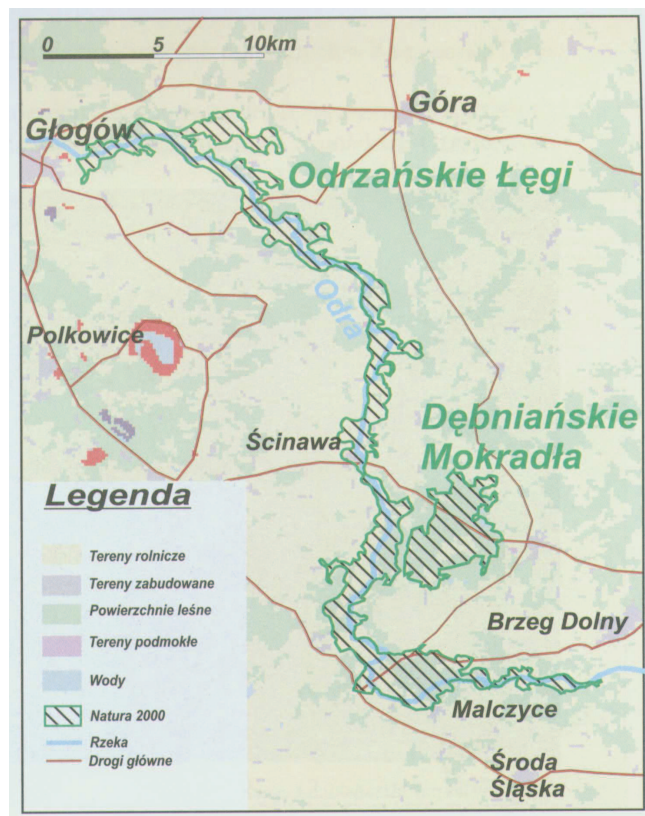 0 5 10km
Góra
Głogów
Odrzańskie Łęgi
Odra
Polkowice
Dębniańskie
Mokradła
Ścinawa
Legenda
Tereny rolnicze
Tereny zabudowane
Powierzchnie leśne
Tereny podmokłe
Wody
Natura 2000
Rzeka
Drogi główne
Brzeg Dolny
Malczyce
Środa
Śląska